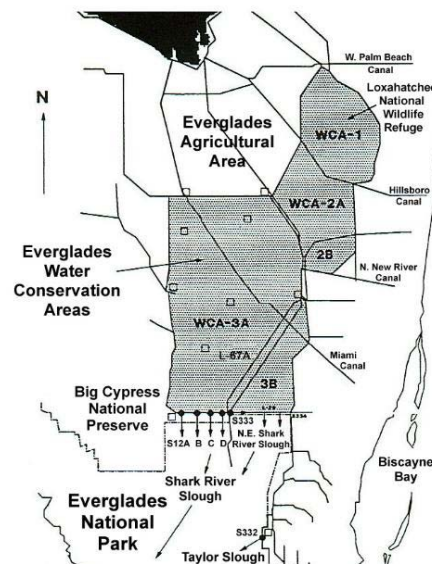 W. Palm Beach
Canal
Loxahatchee
National
Wildlife
Refuge
N
Everglades
Agricultural
Area
WCA-1
WCA-2A
Hillsboro
Canal
Everglades
Water
Conservation
Areas
2B
N. New River
Canal
WCA-3A
L-67A
Miami
Canal
3B
Big Cypress
National
Preserve
L-29
S333
S12A
B
C
D
N.E. Shark
River Slough
Shark River
Slough
Biscayne
Bay
Everglades
National
Park
S332
Taylor Slough